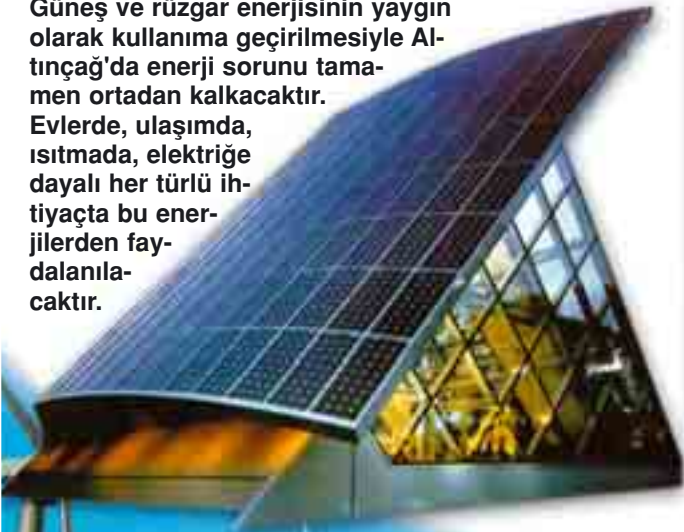 Güneş ve rüzgar enerjisinin yaygın
olarak kullanıma geçirilmesiyle Al-
tınçağ'da enerji sorunu tama-
men ortadan kalkacaktır.
Evlerde, ulaşımda,
ısıtmada, elektriğe
dayalı her türlü ih-
tiyaçta bu ener-
jilerden fay-
dalanıla-
caktır.